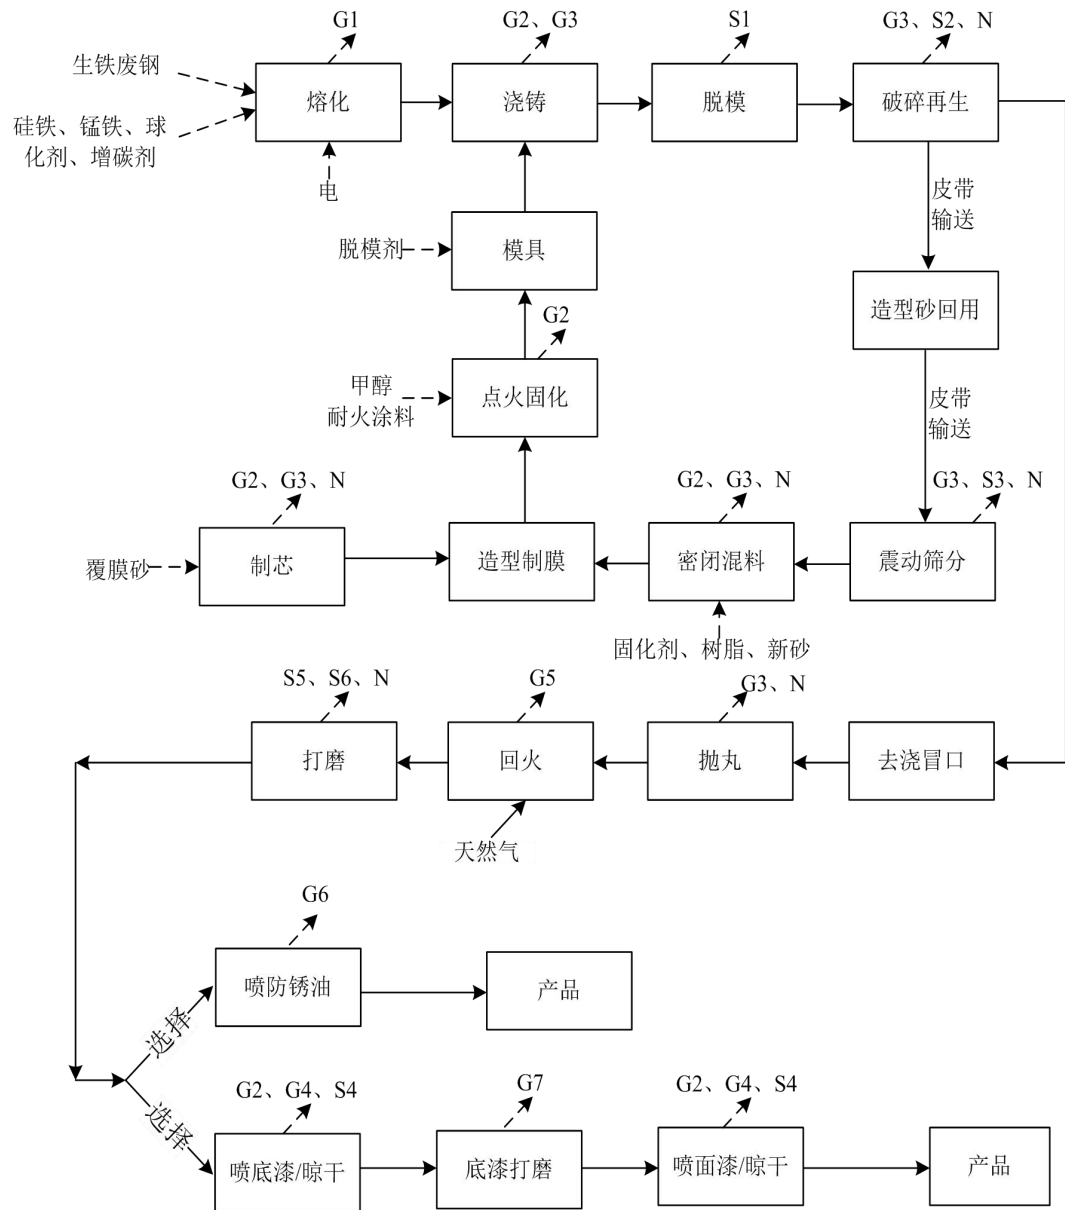 G1
G2、G3
S1
G3、S2、N
生铁废钢
熔化
浇铸
脱模
破碎再生
硅铁、锰铁、球
化剂、增碳剂
电
皮带
输送
脱模剂
模具
造型砂回用
G2
甲醇
耐火涂料
点火固化
皮带
输送
G2、G3、N
G2、G3、N
G3、S3、N
覆膜砂
制芯
造型制膜
密闭混料
震动筛分
固化剂、树脂、新砂
S5、S6、N
G5
G3、N
打磨
回火
抛丸
去浇冒口
天然气
G6
喷防锈油
产品
选择
选择
G2、G4、S4
G7
G2、G4、S4
喷底漆/晾干
底漆打磨
喷面漆/晾干
产品